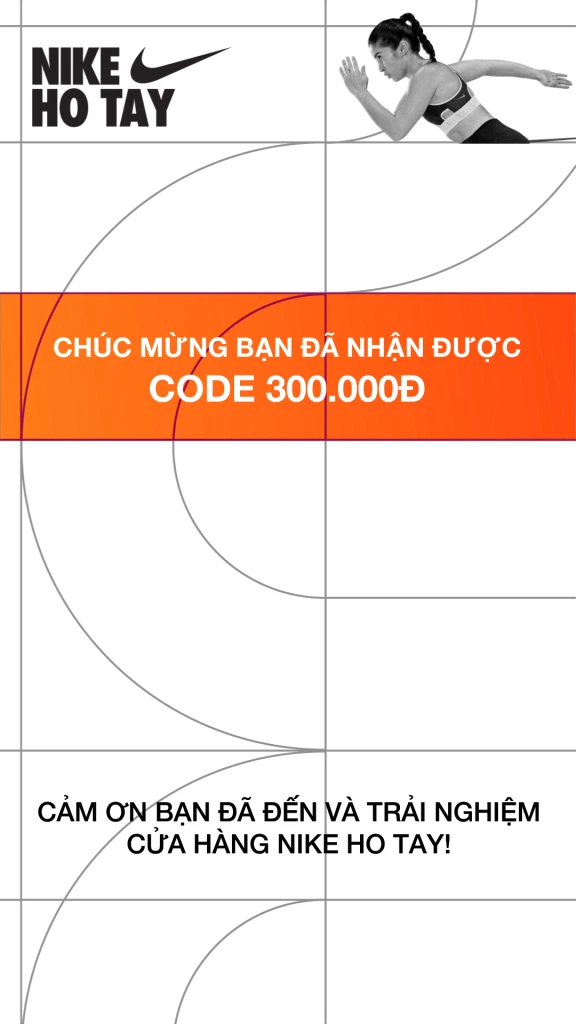 NIKE
HO TAY
CHÚC MỪNG BẠN ĐÃ NHẬN ĐƯỢC
CODE 300.000Đ
CẢM ƠN BẠN ĐÃ ĐẾN VÀ TRẢI NGHIỆM
CỬA HÀNG NIKE HO TAY!